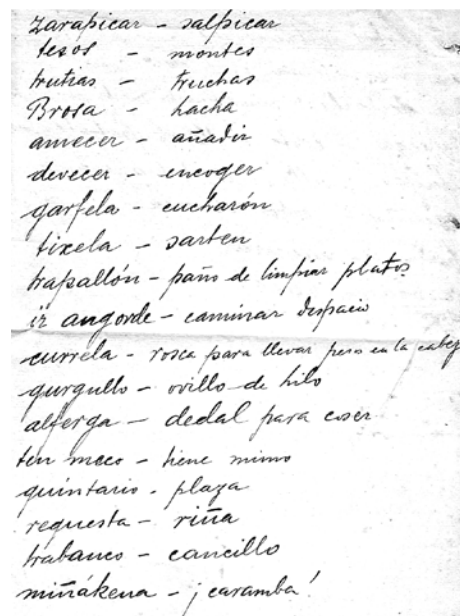 zarapicar - salpicar
tesos - montes
trutias - truchas
Brosa - hacha
amecer - añadir
devecer - encoger
garfela - cucharón
tixela - sarten
trapallón - paño de limpiar platos
ir angorde - caminar despacio
currela - rosca para llevar peso en la cabeza
gurgullo - ovillo de hilo
alferga - dedal para coser
ten meco - tiene mimo
quintario - plaza
requesta - riña
trabanco - cancillo
miñákena - ¡caramba!